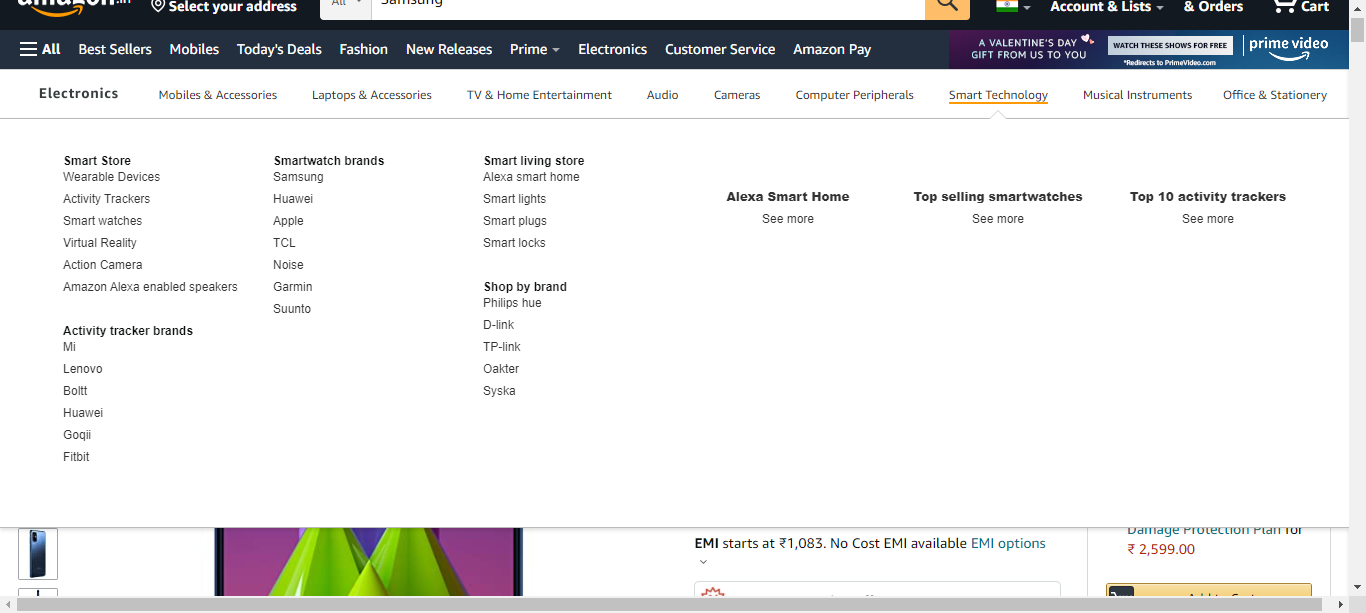 amazon.in
Select your address
All
Samsung
Account & Lists
& Orders
Cart
All
Best Sellers
Mobiles
Today's Deals
Fashion
New Releases
Prime
Electronics
Customer Service
Amazon Pay
A VALENTINE'S DAY
GIFT FROM US TO YOU
WATCH THESE SHOWS FOR FREE
*Redirects to PrimeVideo.com
prime video
Electronics
Mobiles & Accessories
Laptops & Accessories
TV & Home Entertainment
Audio
Cameras
Computer Peripherals
Smart Technology
Musical Instruments
Office & Stationery
Smart Store
Wearable Devices
Activity Trackers
Smart watches
Virtual Reality
Action Camera
Amazon Alexa enabled speakers
Activity tracker brands
Mi
Lenovo
Boltt
Huawei
Goqii
Fitbit
Smartwatch brands
Samsung
Huawei
Apple
TCL
Noise
Garmin
Suunto
Smart living store
Alexa smart home
Smart lights
Smart plugs
Smart locks
Shop by brand
Philips hue
D-link
TP-link
Oakter
Syska
Alexa Smart Home
See more
Top selling smartwatches
See more
Top 10 activity trackers
See more
EMI starts at ₹1,083. No Cost EMI available EMI options
Damage Protection Plan for
₹ 2,599.00
Add to Cart